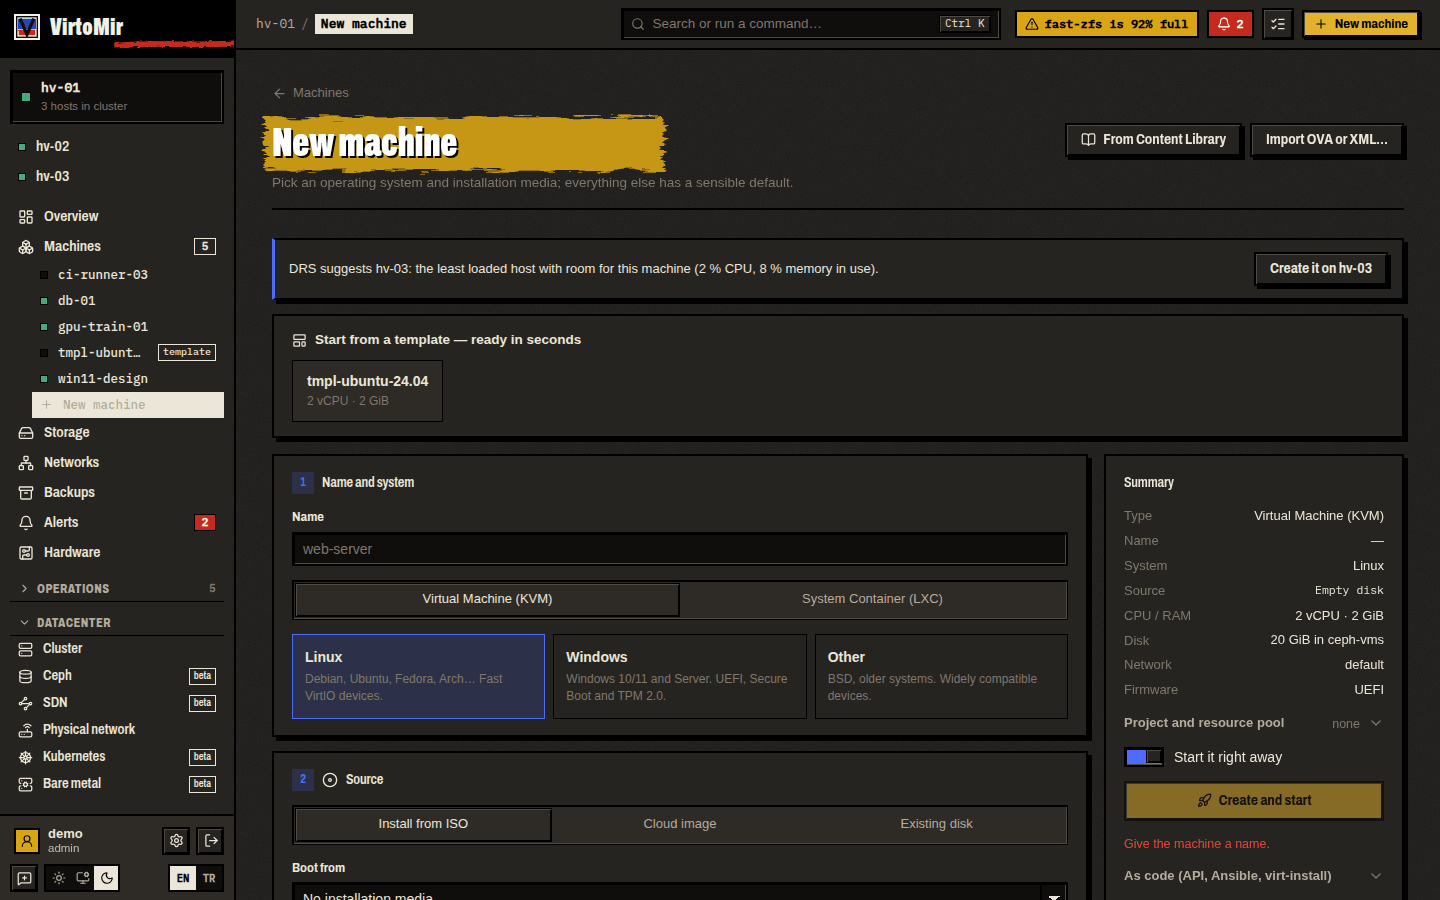 VirtoMir
hv-01 / New machine
Search or run a command… Ctrl K
fast-zfs is 92% full
2
New machine
hv-01
3 hosts in cluster
hv-02
hv-03
Overview
Machines 5
ci-runner-03
db-01
gpu-train-01
tmpl-ubunt… template
win11-design
New machine
Storage
Networks
Backups
Alerts 2
Hardware
OPERATIONS 5
DATACENTER
Cluster
Ceph beta
SDN beta
Physical network
Kubernetes beta
Bare metal beta
demo
admin
EN TR
Machines
New machine
Pick an operating system and installation media; everything else has a sensible default.
From Content Library
Import OVA or XML…
DRS suggests hv-03: the least loaded host with room for this machine (2 % CPU, 8 % memory in use).
Create it on hv-03
Start from a template — ready in seconds
tmpl-ubuntu-24.04
2 vCPU · 2 GiB
1 Name and system
Name
web-server
Virtual Machine (KVM)
System Container (LXC)
Linux
Debian, Ubuntu, Fedora, Arch… Fast
VirtIO devices.
Windows
Windows 10/11 and Server. UEFI, Secure
Boot and TPM 2.0.
Other
BSD, older systems. Widely compatible
devices.
2 Source
Install from ISO
Cloud image
Existing disk
Boot from
No installation media
Summary
Type Virtual Machine (KVM)
Name —
System Linux
Source Empty disk
CPU / RAM 2 vCPU · 2 GiB
Disk 20 GiB in ceph-vms
Network default
Firmware UEFI
Project and resource pool none
Start it right away
Create and start
Give the machine a name.
As code (API, Ansible, virt-install)